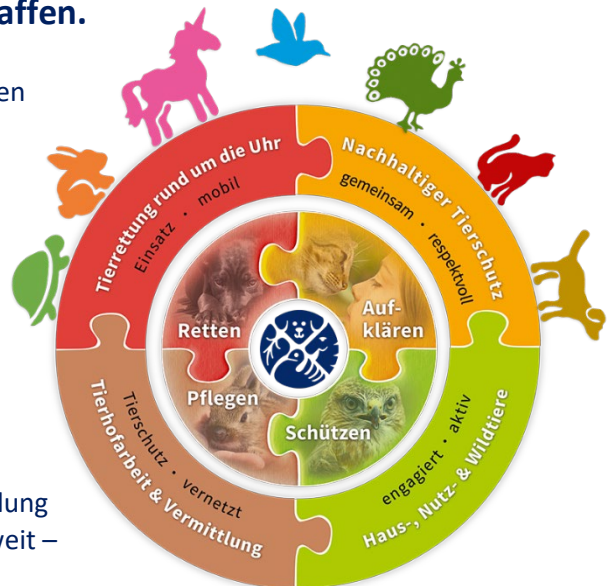 affen.
en
Tierrettung rund um die Uhr
Einsatz · mobil
Nachhaltiger Tierschutz
gemeinsam · respektvoll
Retten
Auf-
klären
Pflegen
Schützen
Tierschutz · vernetzt
Tierhofarbeit & Vermittlung
engagiert · aktiv
Haus-, Nutz- & Wildtiere
dlung
weit –